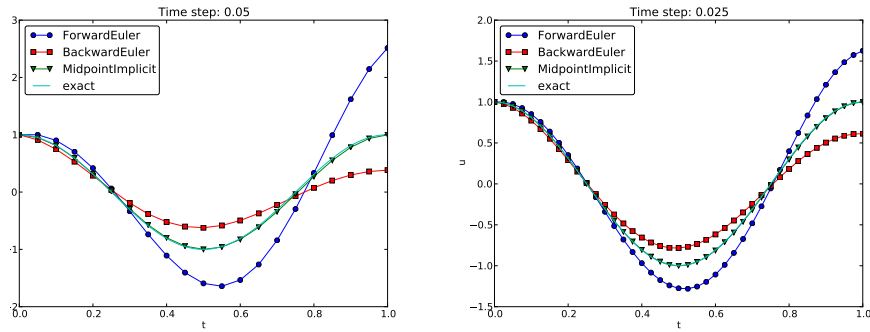 Time step: 0.05
3
2
1
0
-1
-2
0.0 0.2 0.4 0.6 0.8 1.0
t
ForwardEuler
BackwardEuler
MidpointImplicit
exact
Time step: 0.025
2.0
1.5
1.0
0.5
0.0
-0.5
-1.0
-1.5
0.0 0.2 0.4 0.6 0.8 1.0
t
u
ForwardEuler
BackwardEuler
MidpointImplicit
exact